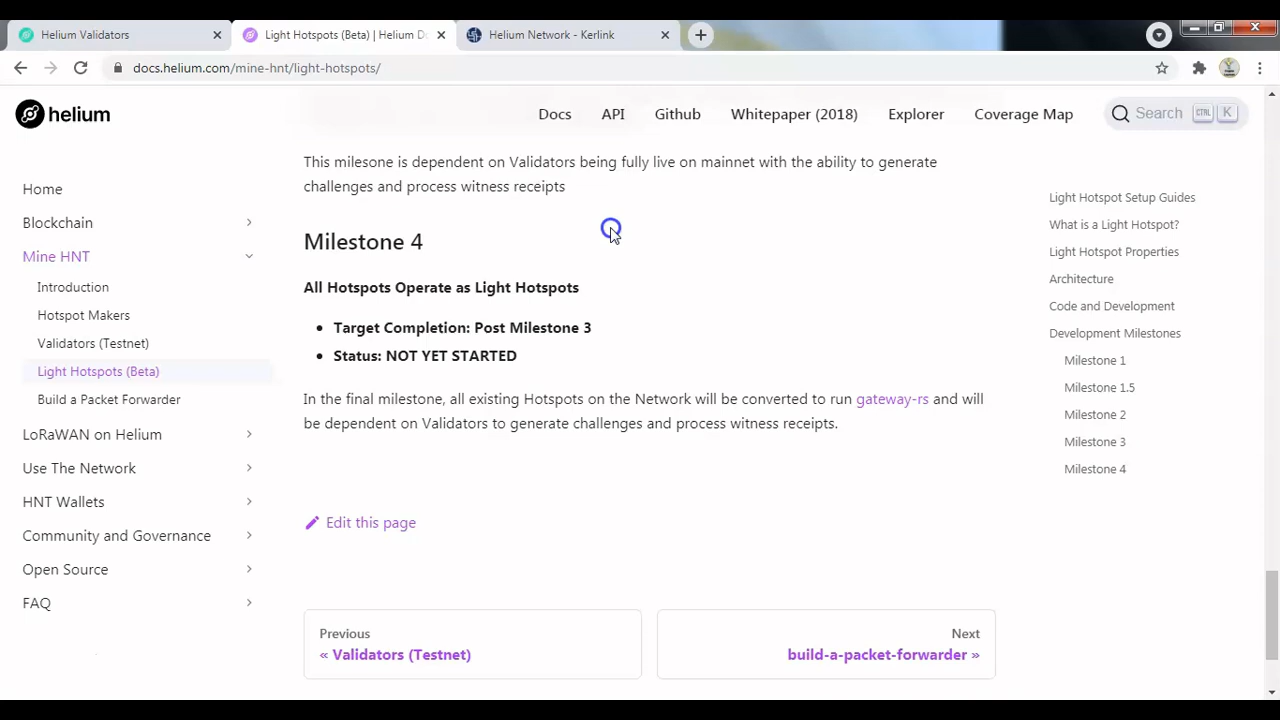 Helium Validators
Light Hotspots (Beta) | Helium D
Helium Network - Kerlink
docs.helium.com/mine-hnt/light-hotspots/
helium
Docs
API
Github
Whitepaper (2018)
Explorer
Coverage Map
Search
CTRL
K
Home
Blockchain
Mine HNT
Introduction
Hotspot Makers
Validators (Testnet)
Light Hotspots (Beta)
Build a Packet Forwarder
LoRaWAN on Helium
Use The Network
HNT Wallets
Community and Governance
Open Source
FAQ
This milesone is dependent on Validators being fully live on mainnet with the ability to generate
challenges and process witness receipts
Milestone 4
All Hotspots Operate as Light Hotspots
• Target Completion: Post Milestone 3
• Status: NOT YET STARTED
In the final milestone, all existing Hotspots on the Network will be converted to run gateway-rs and will
be dependent on Validators to generate challenges and process witness receipts.
Edit this page
Previous
« Validators (Testnet)
Next
build-a-packet-forwarder »
Light Hotspot Setup Guides
What is a Light Hotspot?
Light Hotspot Properties
Architecture
Code and Development
Development Milestones
Milestone 1
Milestone 1.5
Milestone 2
Milestone 3
Milestone 4